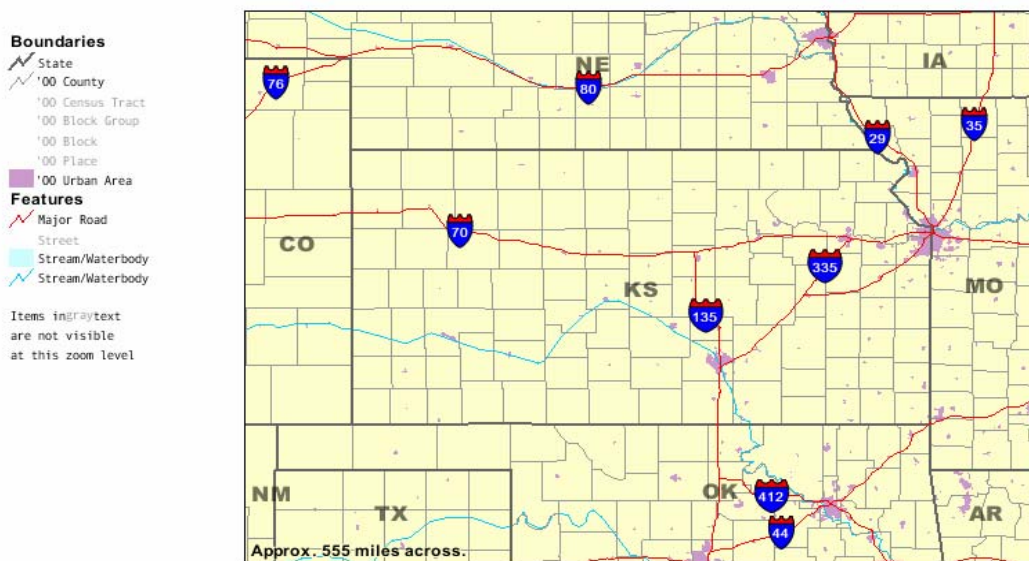 Boundaries
State
'00 County
'00 Census Tract
'00 Block Group
'00 Block
'00 Place
'00 Urban Area
Features
Major Road
Street
Stream/Waterbody
Stream/Waterbody
Items in gray text
are not visible
at this zoom level
NE
IA
76
80
35
29
70
CO
335
KS
MO
135
NM
OK
412
TX
AR
44
Approx. 555 miles across.